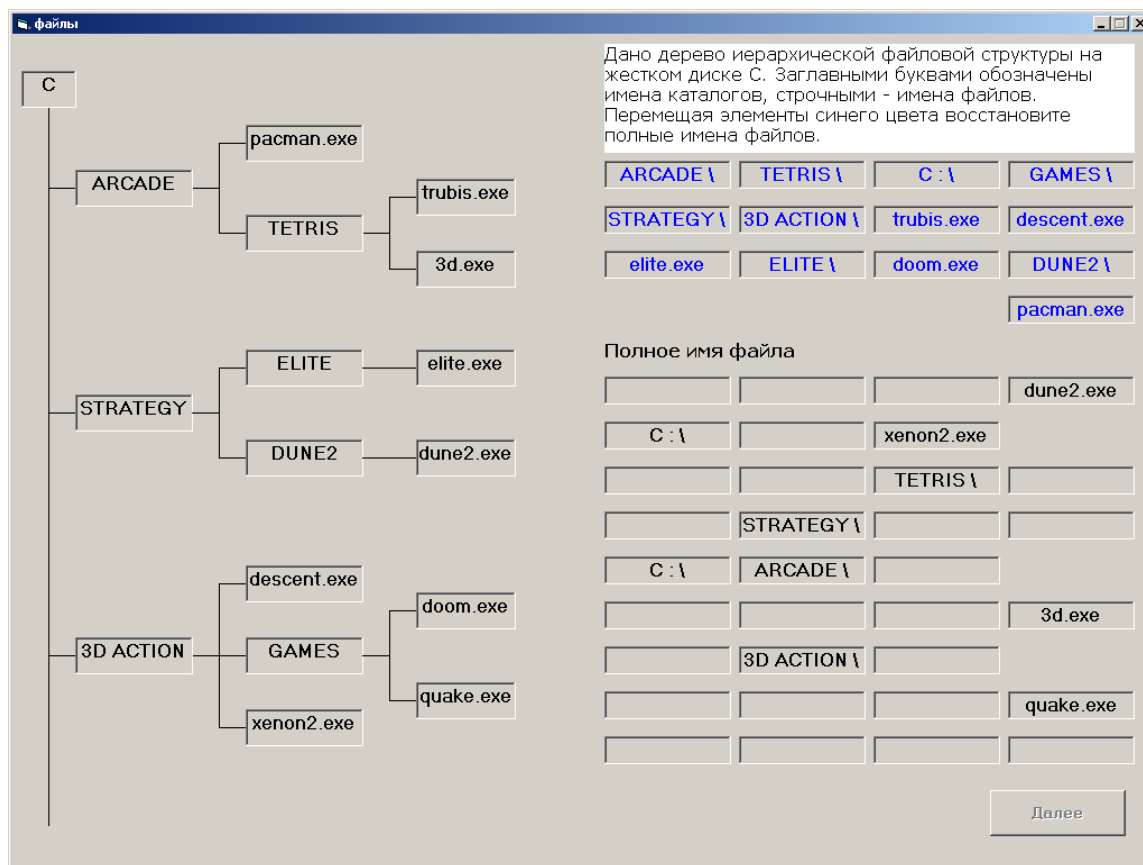 файлы
C
ARCADE
pacman.exe
TETRIS
trubis.exe
3d.exe
STRATEGY
ELITE
elite.exe
DUNE2
dune2.exe
3D ACTION
descent.exe
GAMES
doom.exe
quake.exe
xenon2.exe
Дано дерево иерархической файловой структуры на
жестком диске С. Заглавными буквами обозначены
имена каталогов, строчными - имена файлов.
Перемещая элементы синего цвета восстановите
полные имена файлов.
ARCADE \ TETRIS \ C : \ GAMES \
STRATEGY \ 3D ACTION \ trubis.exe descent.exe
elite.exe ELITE \ doom.exe DUNE2 \
pacman.exe
Полное имя файла
dune2.exe
C : \ xenon2.exe
TETRIS \
STRATEGY \
C : \ ARCADE \
3d.exe
3D ACTION \
quake.exe
Далее